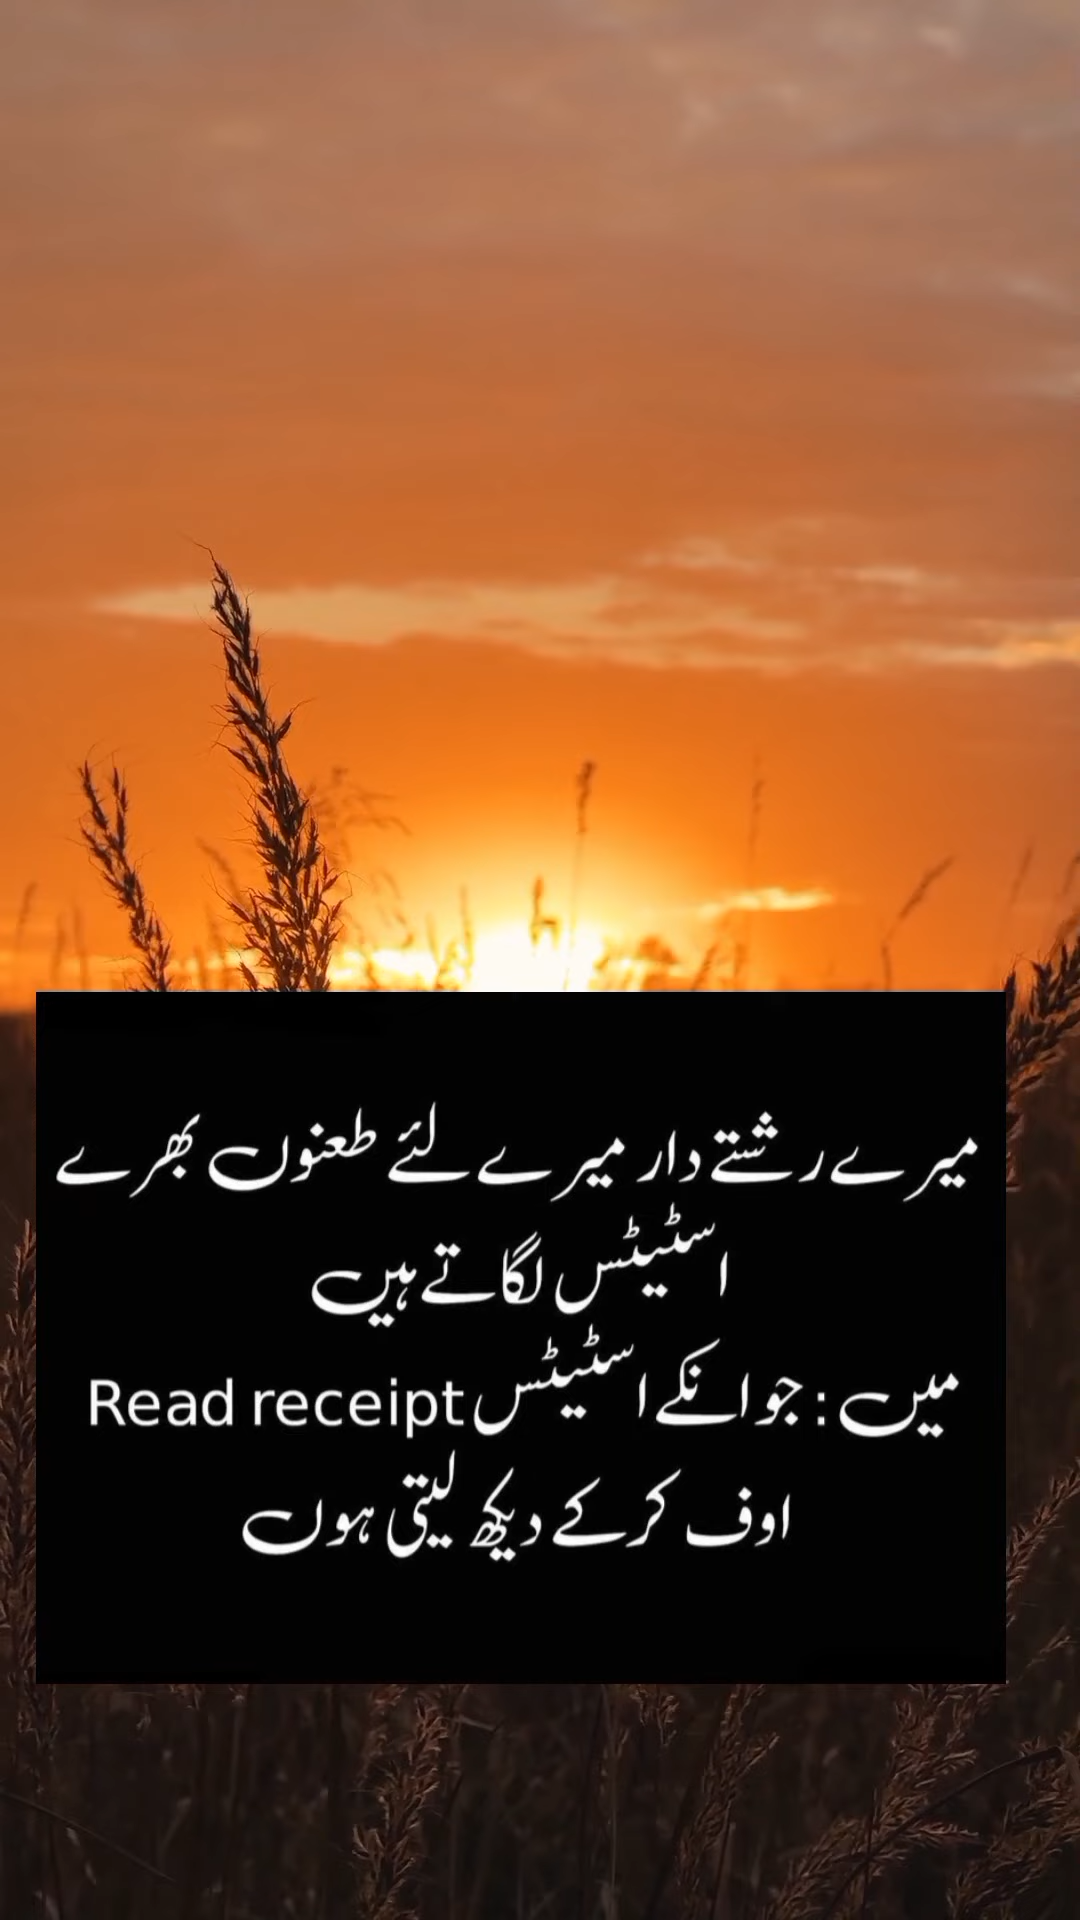 میرے رشتے دار میرے لئے طعنوں بھرے
اسٹیٹس لگاتے ہیں
میں : جو انکے اسٹیٹس Read receipt
اوف کرکے دیکھ لیتی ہوں